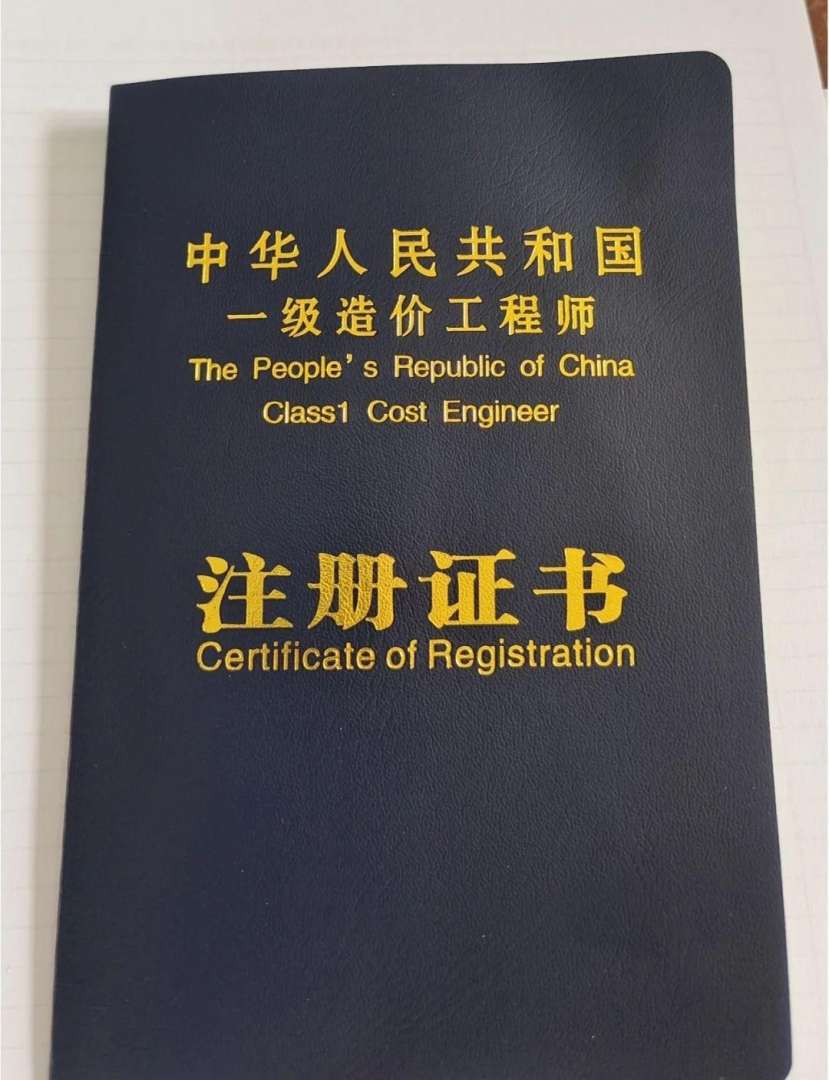 中华人民共和国
一级造价工程师
The People's Republic of China
Class1 Cost Engineer
注册证书
Certificate of Registration